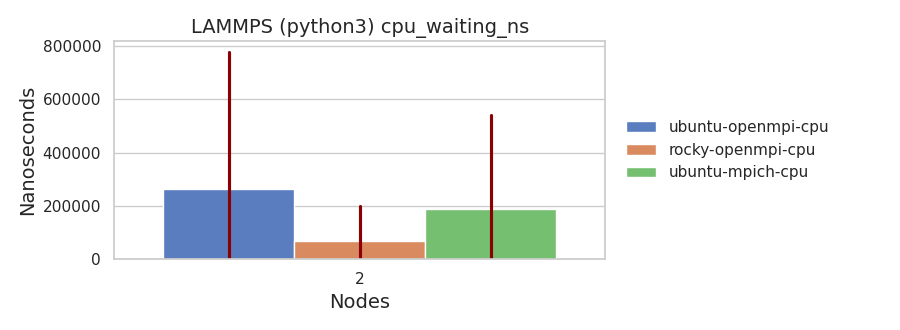 LAMMPS (python3) cpu_waiting_ns
Nanoseconds
800000
600000
400000
200000
0
2
Nodes
ubuntu-openmpi-cpu
rocky-openmpi-cpu
ubuntu-mpich-cpu